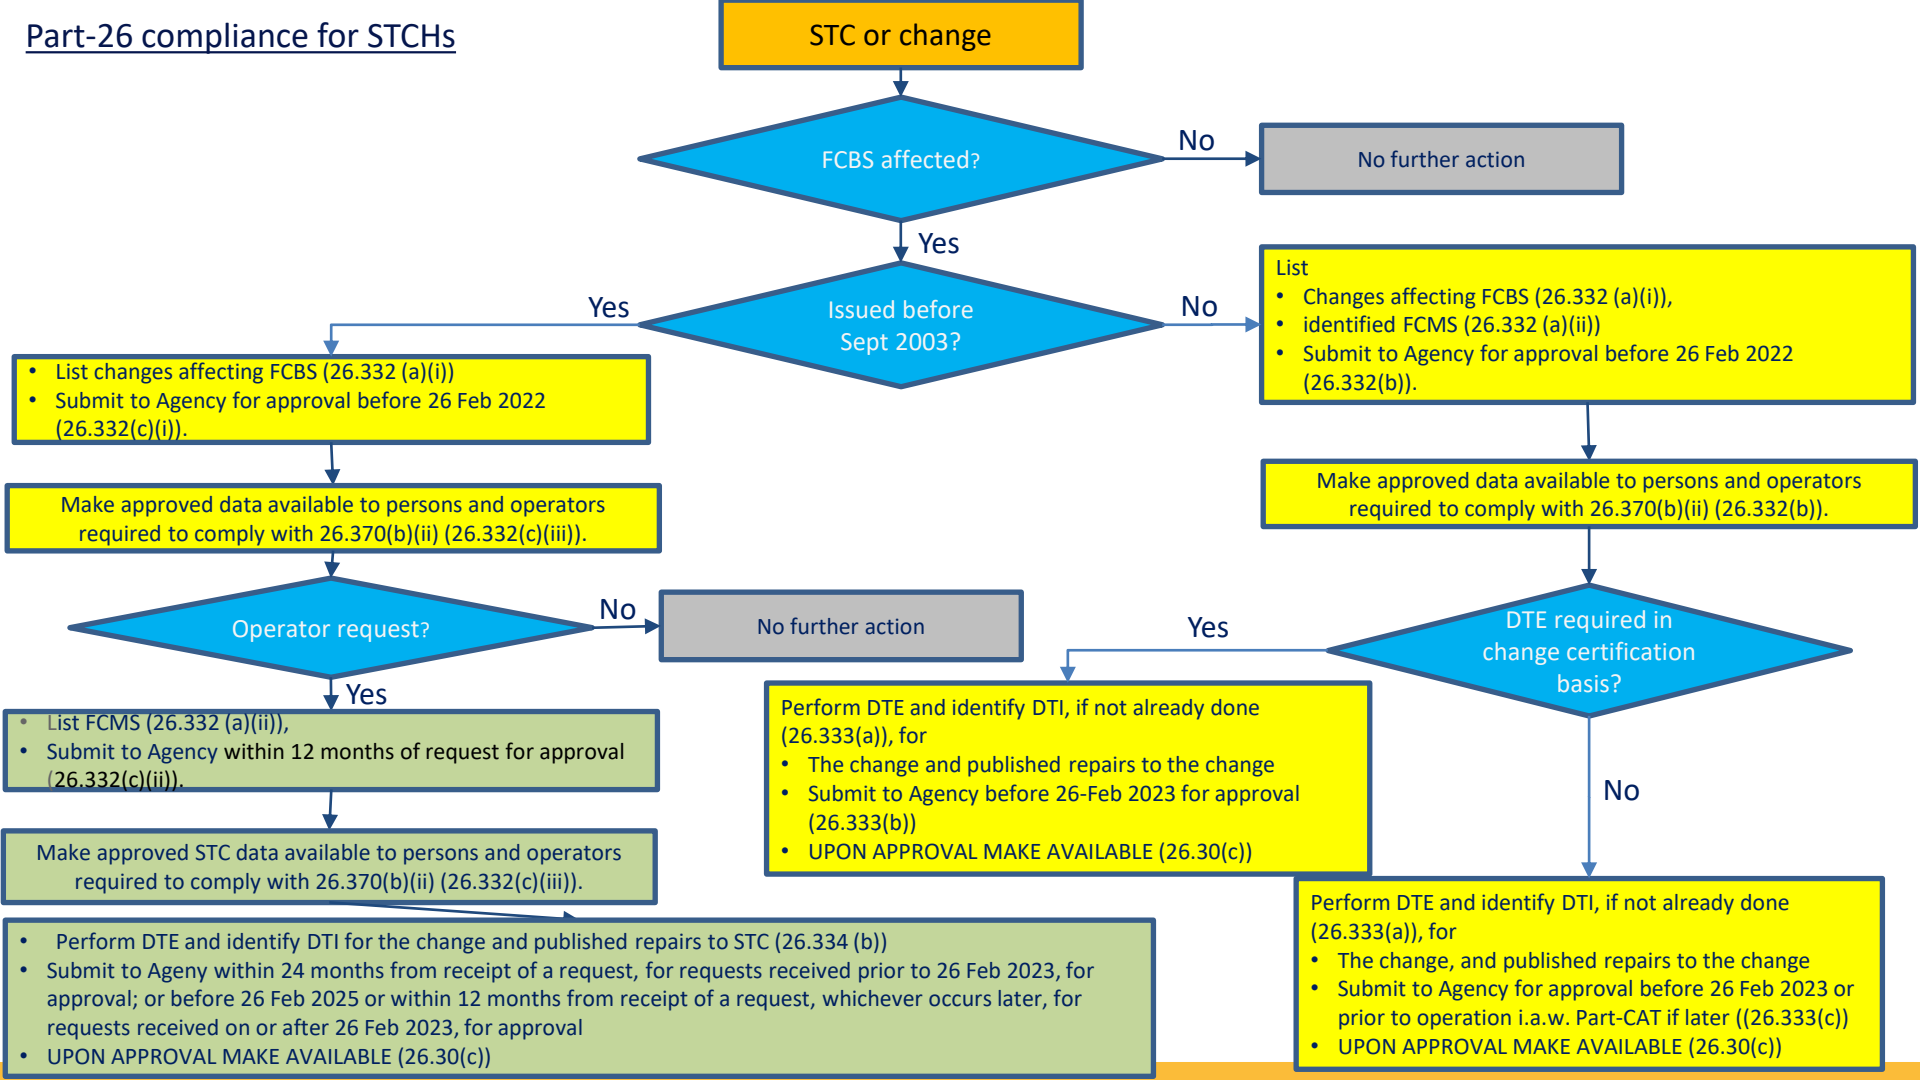 Part-26 compliance for STCHs
STC or change
FCBS affected?
No
No further action
Yes
Issued before
Sept 2003?
Yes
No
List
• Changes affecting FCBS (26.332 (a)(i)),
• identified FCMS (26.332 (a)(ii))
• Submit to Agency for approval before 26 Feb 2022
(26.332(b)).
• List changes affecting FCBS (26.332 (a)(i))
• Submit to Agency for approval before 26 Feb 2022
(26.332(c)(i)).
Make approved data available to persons and operators
required to comply with 26.370(b)(ii) (26.332(b)).
Make approved data available to persons and operators
required to comply with 26.370(b)(ii) (26.332(c)(iii)).
Operator request?
No
No further action
Yes
DTE required in
change certification
basis?
Yes
No
• List FCMS (26.332 (a)(ii)),
• Submit to Agency within 12 months of request for approval
(26.332(c)(ii)).
Perform DTE and identify DTI, if not already done
(26.333(a)), for
• The change and published repairs to the change
• Submit to Agency before 26-Feb 2023 for approval
(26.333(b))
• UPON APPROVAL MAKE AVAILABLE (26.30(c))
Make approved STC data available to persons and operators
required to comply with 26.370(b)(ii) (26.332(c)(iii)).
Perform DTE and identify DTI, if not already done
(26.333(a)), for
• The change, and published repairs to the change
• Submit to Agency for approval before 26 Feb 2023 or
prior to operation i.a.w. Part-CAT if later ((26.333(c))
• UPON APPROVAL MAKE AVAILABLE (26.30(c))
• Perform DTE and identify DTI for the change and published repairs to STC (26.334 (b))
• Submit to Ageny within 24 months from receipt of a request, for requests received prior to 26 Feb 2023, for
approval; or before 26 Feb 2025 or within 12 months from receipt of a request, whichever occurs later, for
requests received on or after 26 Feb 2023, for approval
• UPON APPROVAL MAKE AVAILABLE (26.30(c))